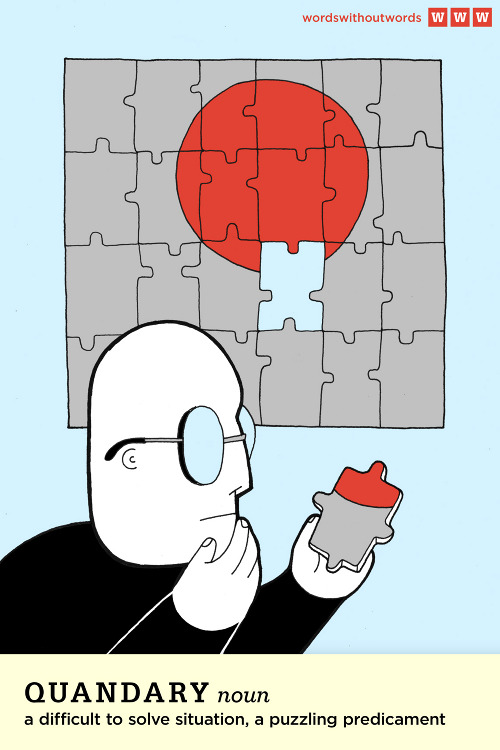 wordswithoutwords W W W
QUANDARY noun
a difficult to solve situation, a puzzling predicament